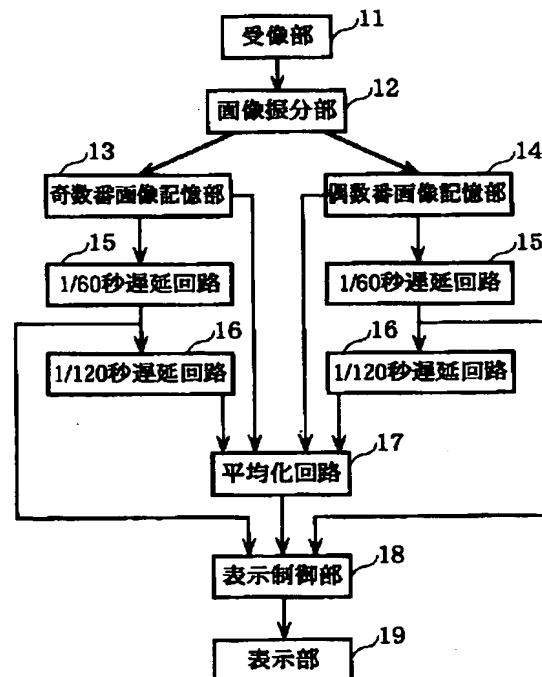 11
受像部
12
画像振分部
13
奇数番画像記憶部
14
偶数番画像記憶部
15
1/60秒遅延回路
15
1/60秒遅延回路
16
1/120秒遅延回路
16
1/120秒遅延回路
17
平均化回路
18
表示制御部
19
表示部